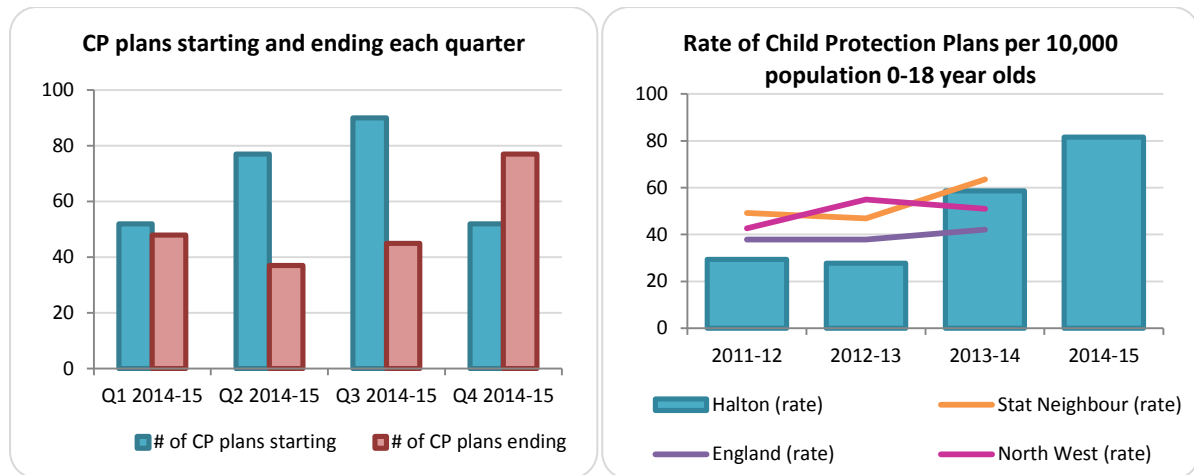 CP plans starting and ending each quarter
100
80
60
40
20
0
Q1 2014-15 Q2 2014-15 Q3 2014-15 Q4 2014-15
# of CP plans starting # of CP plans ending
Rate of Child Protection Plans per 10,000
population 0-18 year olds
100
80
60
40
20
0
2011-12 2012-13 2013-14 2014-15
Halton (rate) Stat Neighbour (rate)
England (rate) North West (rate)